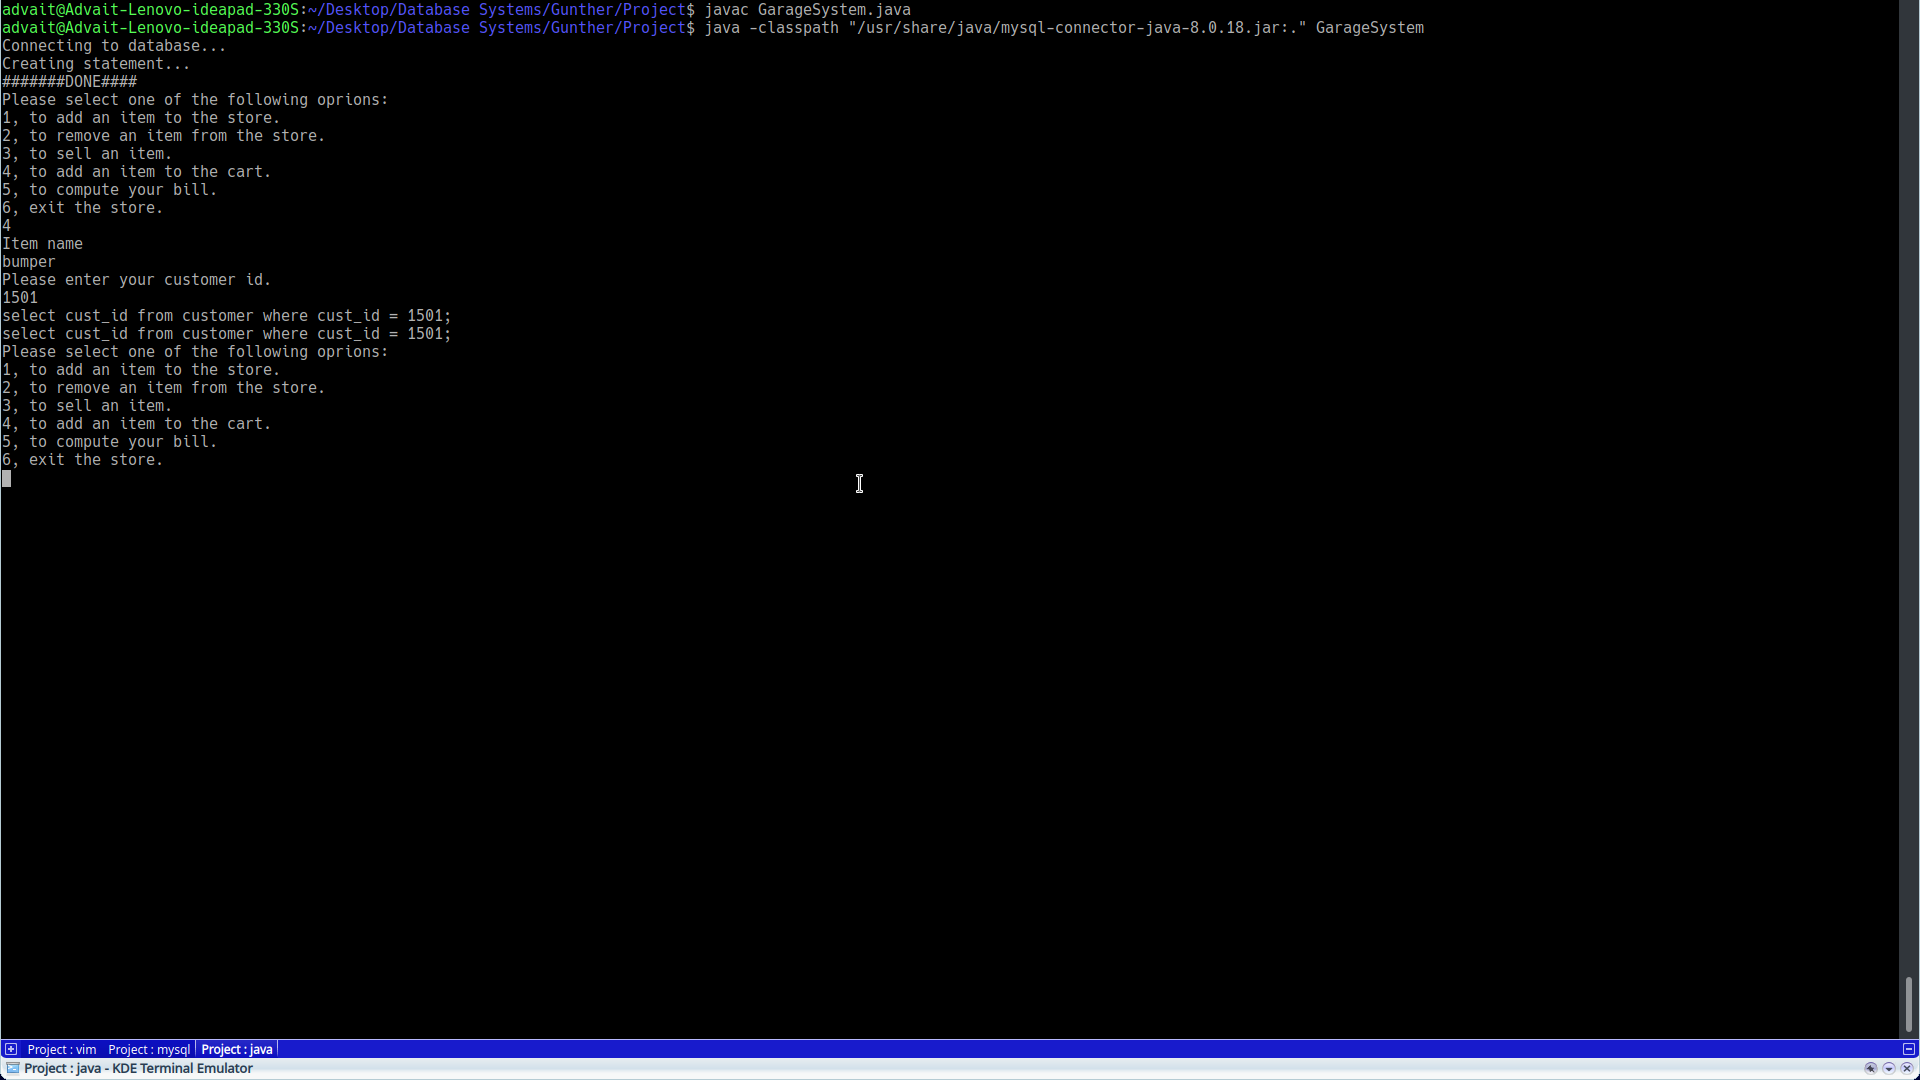 advait@Advait-Lenovo-ideapad-330S:~/Desktop/Database Systems/Gunther/Project$ javac GarageSystem.java
advait@Advait-Lenovo-ideapad-330S:~/Desktop/Database Systems/Gunther/Project$ java -classpath "/usr/share/java/mysql-connector-java-8.0.18.jar:." GarageSystem
Connecting to database...
Creating statement...
#######DONE####
Please select one of the following oprions:
1, to add an item to the store.
2, to remove an item from the store.
3, to sell an item.
4, to add an item to the cart.
5, to compute your bill.
6, exit the store.
4
Item name
bumper
Please enter your customer id.
1501
select cust_id from customer where cust_id = 1501;
select cust_id from customer where cust_id = 1501;
Please select one of the following oprions:
1, to add an item to the store.
2, to remove an item from the store.
3, to sell an item.
4, to add an item to the cart.
5, to compute your bill.
6, exit the store.
Project : vim Project : mysql Project : java
Project : java - KDE Terminal Emulator